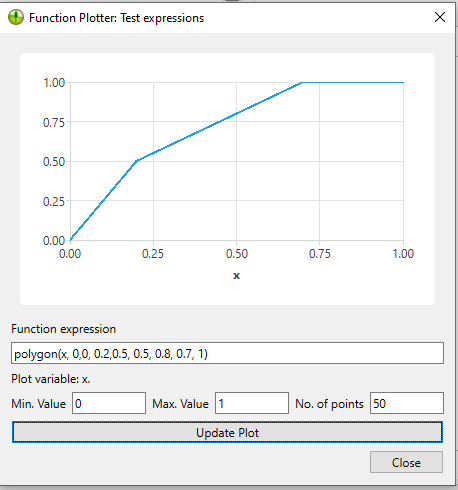 Function Plotter: Test expressions
1.00
0.75
0.50
0.25
0.00
0.00 0.25 0.50 0.75 1.00
x
Function expression
polygon(x, 0,0, 0.2,0.5, 0.5, 0.8, 0.7, 1)
Plot variable: x.
Min. Value 0 Max. Value 1 No. of points 50
Update Plot
Close